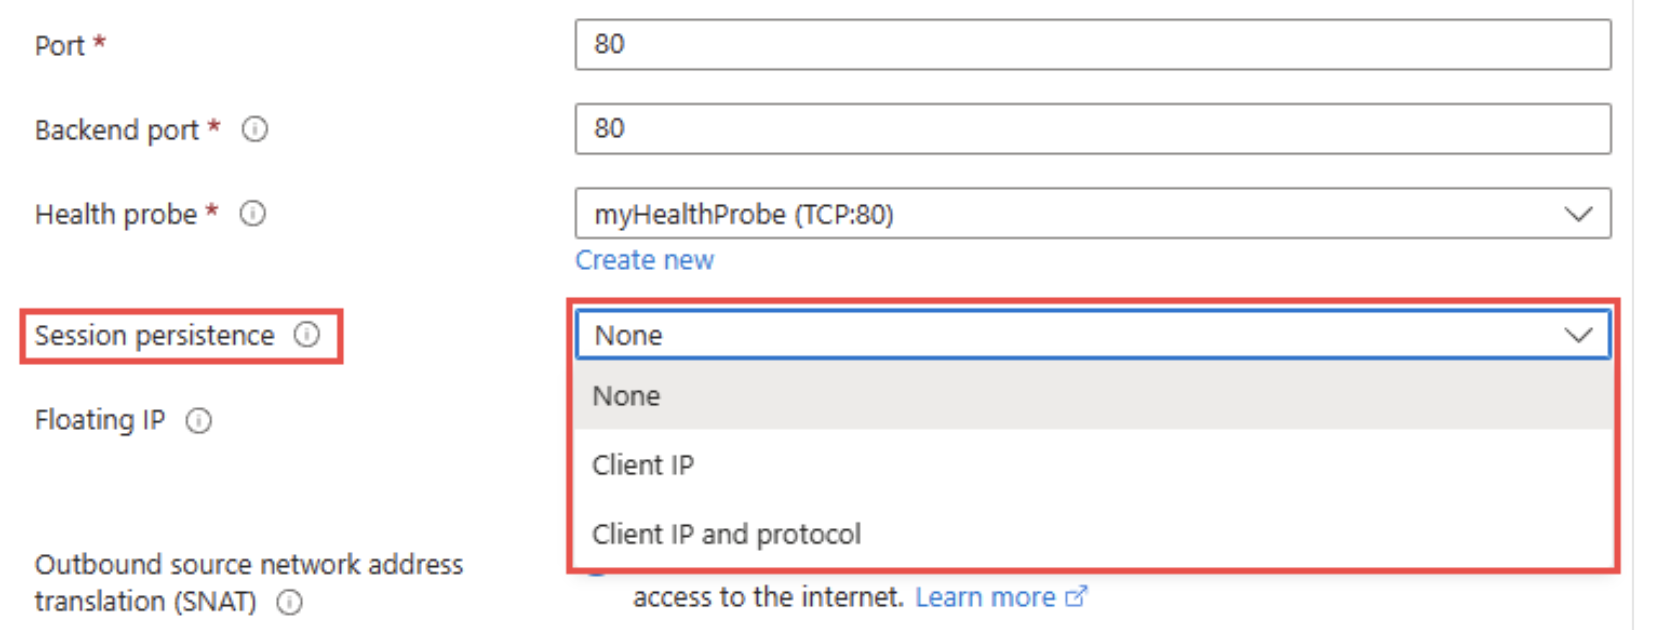 Port *
80
Backend port *
80
Health probe *
myHealthProbe (TCP:80)
Create new
Session persistence
None
None
Client IP
Client IP and protocol
Floating IP
Outbound source network address
translation (SNAT)
access to the internet. Learn more